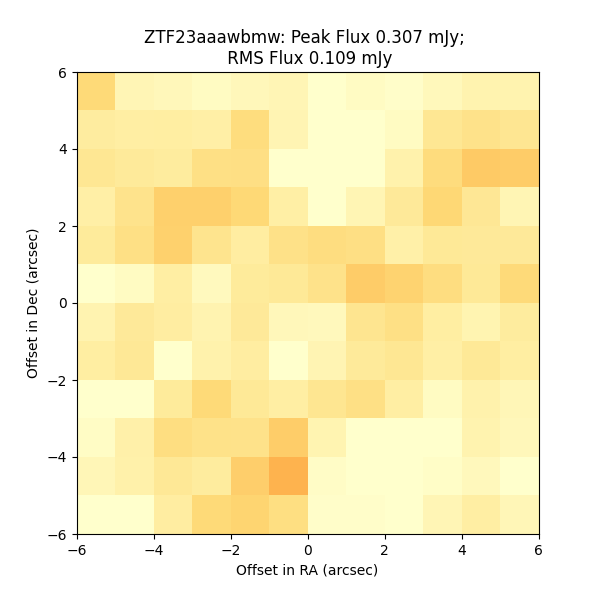 ZTF23aaawbmw: Peak Flux 0.307 mJy;
RMS Flux 0.109 mJy
6
4
2
0
−2
−4
−6
Offset in Dec (arcsec)
−6 −4 −2 0 2 4 6
Offset in RA (arcsec)